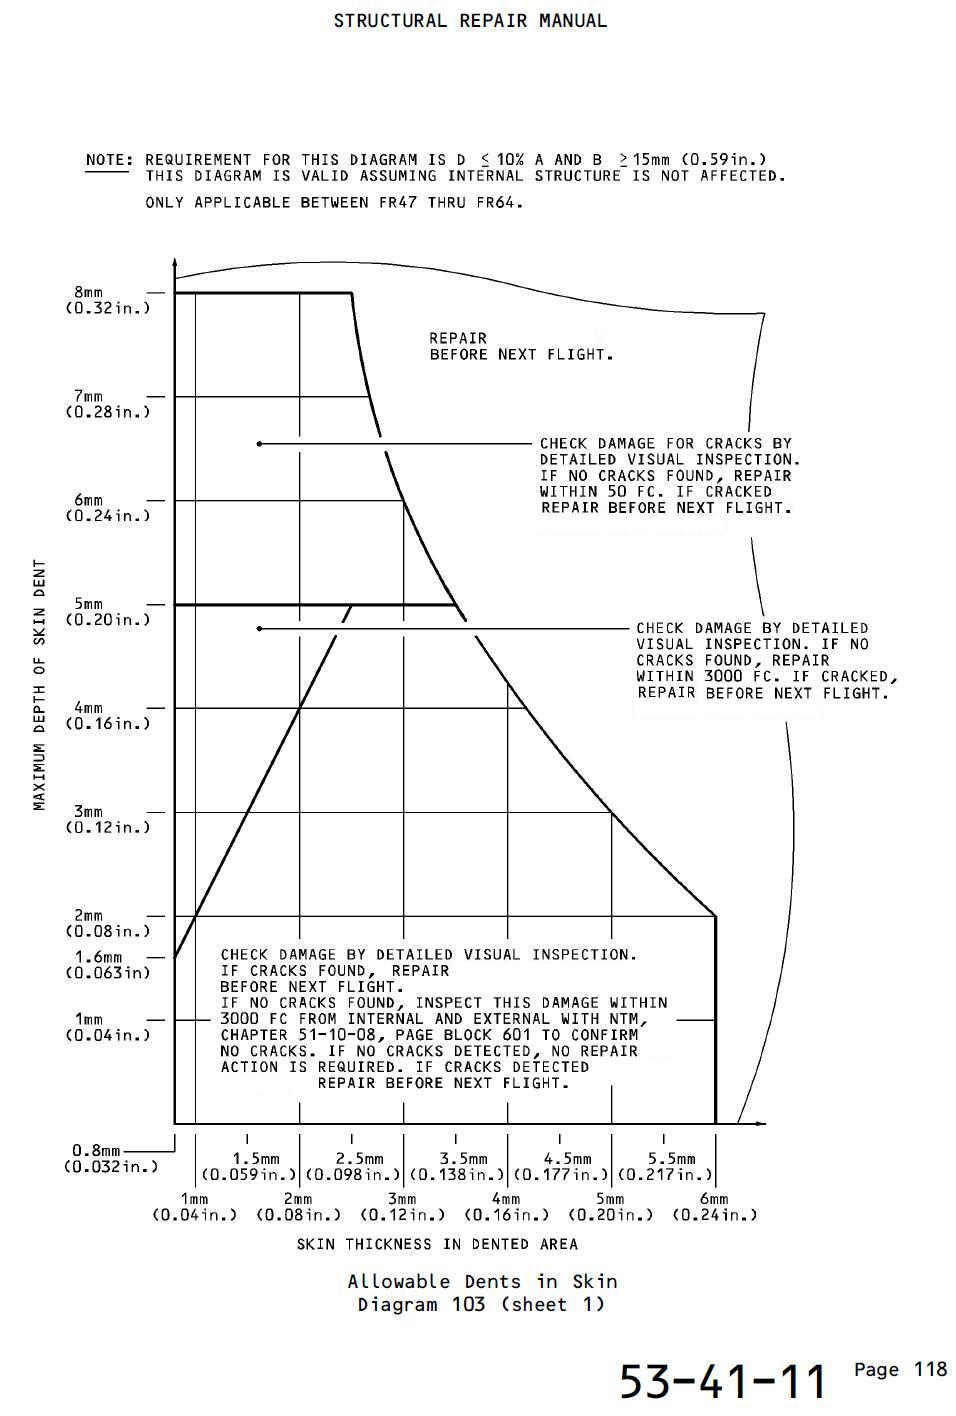 STRUCTURAL REPAIR MANUAL
NOTE: REQUIREMENT FOR THIS DIAGRAM IS D ≤ 10% A AND B ≥ 15mm (0.59in.)
THIS DIAGRAM IS VALID ASSUMING INTERNAL STRUCTURE IS NOT AFFECTED.
ONLY APPLICABLE BETWEEN FR47 THRU FR64.
8mm
(0.32in.)
REPAIR
BEFORE NEXT FLIGHT.
7mm
(0.28in.)
CHECK DAMAGE FOR CRACKS BY
DETAILED VISUAL INSPECTION.
IF NO CRACKS FOUND, REPAIR
WITHIN 50 FC. IF CRACKED
REPAIR BEFORE NEXT FLIGHT.
6mm
(0.24in.)
MAXIMUM DEPTH OF SKIN DENT
5mm
(0.20in.)
CHECK DAMAGE BY DETAILED
VISUAL INSPECTION. IF NO
CRACKS FOUND, REPAIR
WITHIN 3000 FC. IF CRACKED,
REPAIR BEFORE NEXT FLIGHT.
4mm
(0.16in.)
3mm
(0.12in.)
2mm
(0.08in.)
1.6mm
(0.063in)
1mm
(0.04in.)
CHECK DAMAGE BY DETAILED VISUAL INSPECTION.
IF CRACKS FOUND, REPAIR
BEFORE NEXT FLIGHT.
IF NO CRACKS FOUND, INSPECT THIS DAMAGE WITHIN
3000 FC FROM INTERNAL AND EXTERNAL WITH NTM,
CHAPTER 51-10-08, PAGE BLOCK 601 TO CONFIRM
NO CRACKS. IF NO CRACKS DETECTED, NO REPAIR
ACTION IS REQUIRED. IF CRACKS DETECTED
REPAIR BEFORE NEXT FLIGHT.
0.8mm
(0.032in.)
1.5mm 2.5mm 3.5mm 4.5mm 5.5mm
(0.059in.) (0.098in.) (0.138in.) (0.177in.) (0.217in.)
1mm 2mm 3mm 4mm 5mm 6mm
(0.04in.) (0.08in.) (0.12in.) (0.16in.) (0.20in.) (0.24in.)
SKIN THICKNESS IN DENTED AREA
Allowable Dents in Skin
Diagram 103 (sheet 1)
53-41-11 Page 118